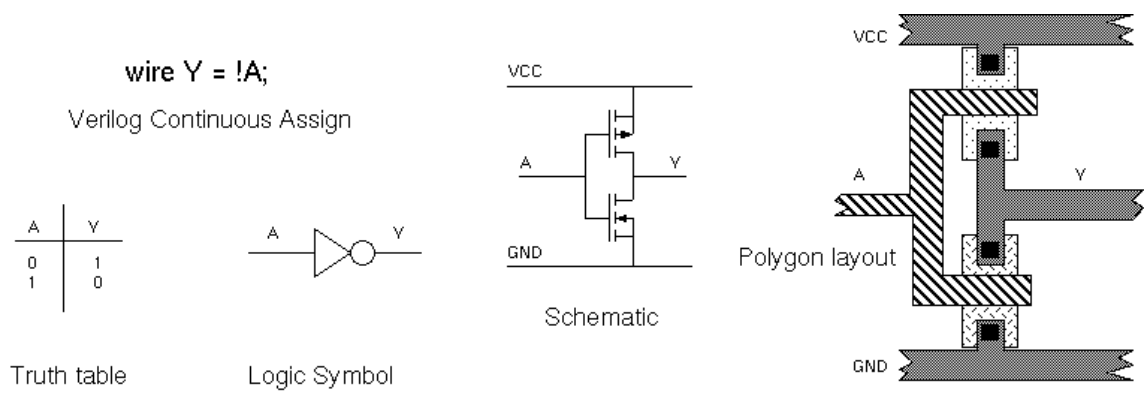 wire Y = !A;
Verilog Continuous Assign
A Y
0 1
1 0
Truth table
A Y
Logic Symbol
VCC
A Y
GND
Schematic
VCC
A Y
Polygon layout
GND